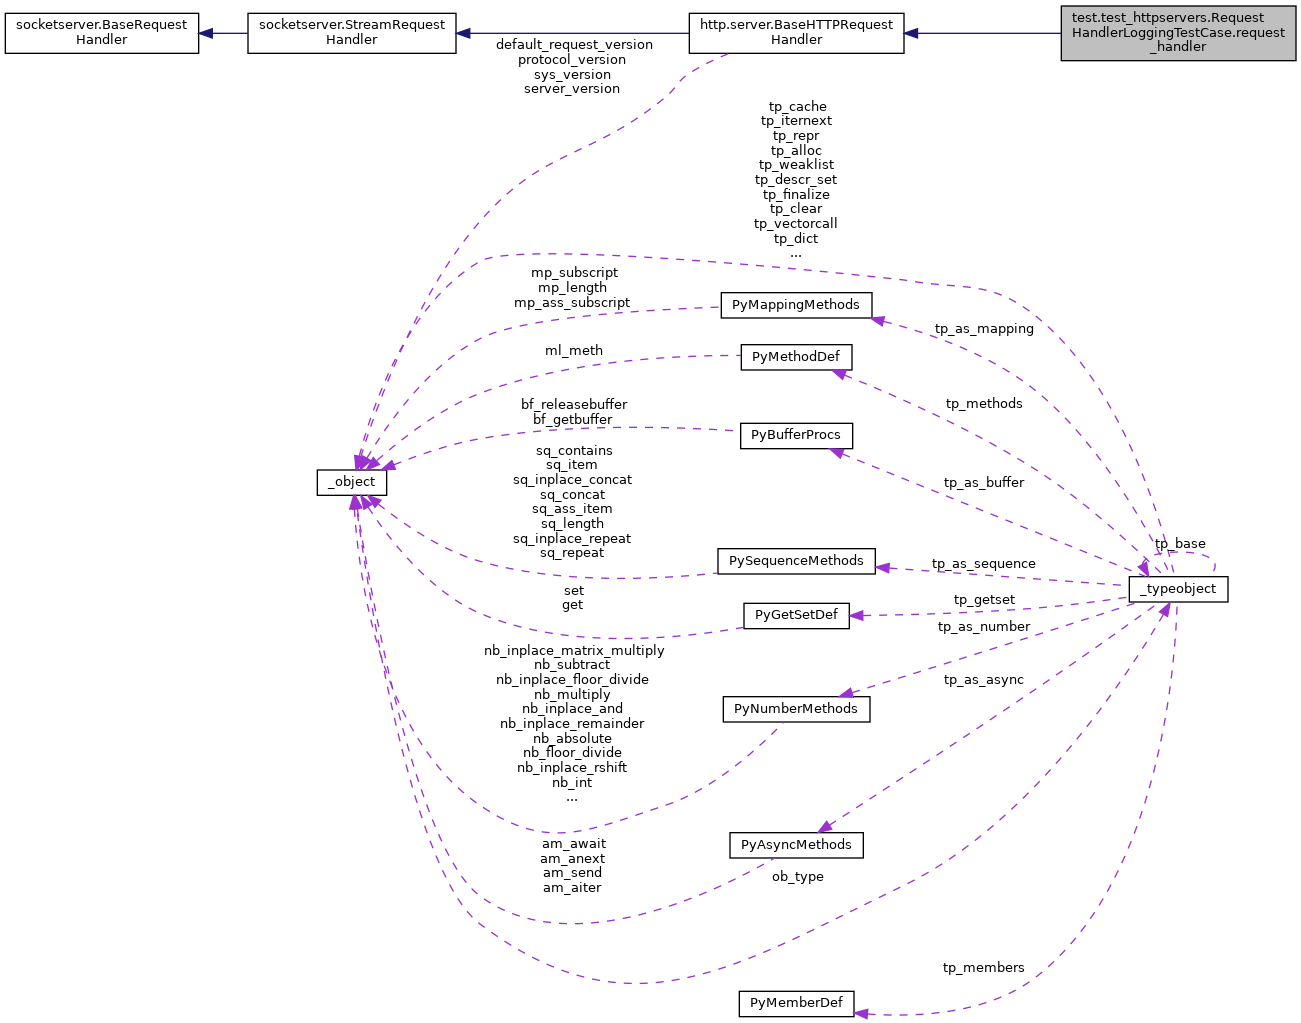 socketserver.BaseRequest
Handler
socketserver.StreamRequest
Handler
http.server.BaseHTTPRequest
Handler
test.test_httpservers.Request
HandlerLoggingTestCase.request
_handler
default_request_version
protocol_version
sys_version
server_version
tp_cache
tp_iternext
tp_repr
tp_alloc
tp_weaklist
tp_descr_set
tp_finalize
tp_clear
tp_vectorcall
tp_dict
...
mp_subscript
mp_length
mp_ass_subscript
PyMappingMethods
tp_as_mapping
ml_meth
PyMethodDef
tp_methods
bf_releasebuffer
bf_getbuffer
PyBufferProcs
tp_as_buffer
_object
sq_contains
sq_item
sq_inplace_concat
sq_concat
sq_ass_item
sq_length
sq_inplace_repeat
sq_repeat
PySequenceMethods
tp_as_sequence
tp_base
_typeobject
set
get
PyGetSetDef
tp_getset
tp_as_number
nb_inplace_matrix_multiply
nb_subtract
nb_inplace_floor_divide
nb_multiply
nb_inplace_and
nb_inplace_remainder
nb_absolute
nb_floor_divide
nb_inplace_rshift
nb_int
...
PyNumberMethods
tp_as_async
am_await
am_anext
am_send
am_aiter
PyAsyncMethods
ob_type
tp_members
PyMemberDef